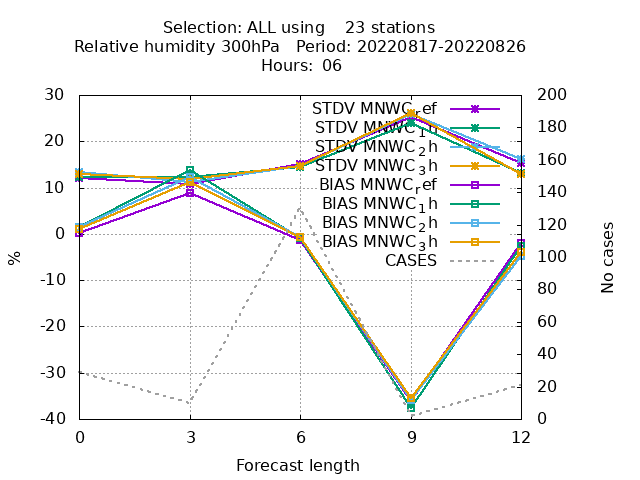 Selection: ALL using    23 stations
Relative humidity 300hPa   Period: 20220817-20220826
Hours: 06
30
20
10
0
-10
-20
-30
-40
%
200
180
160
140
120
100
80
60
40
20
0
No cases
STDV MNWC_ref
STDV MNWC_1h
STDV MNWC_2h
STDV MNWC_3h
BIAS MNWC_ref
BIAS MNWC_1h
BIAS MNWC_2h
BIAS MNWC_3h
CASES
0 3 6 9 12
Forecast length